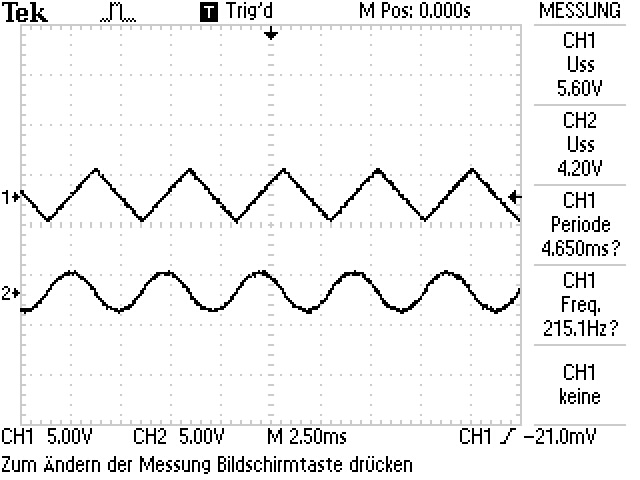 Tek T Trig'd M Pos: 0.000s MESSUNG
CH1
Uss
5.60V
CH2
Uss
4.20V
CH1
Periode
4.650ms?
CH1
Freq.
215.1Hz?
CH1
keine
1
2
CH1 5.00V CH2 5.00V M 2.50ms CH1 -21.0mV
Zum Ändern der Messung Bildschirmtaste drücken